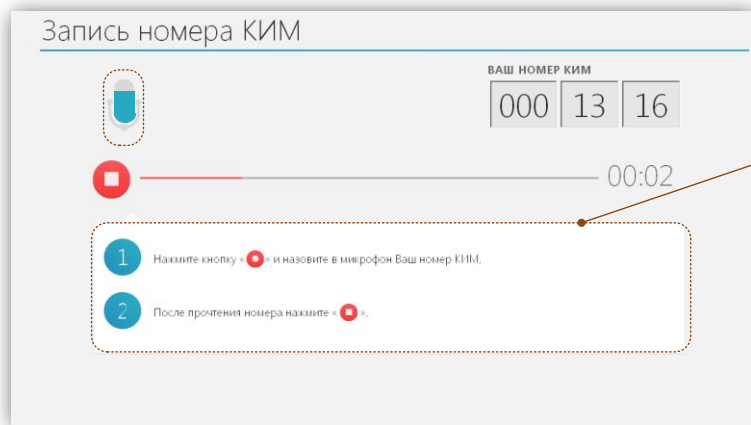 Запись номера КИМ
ВАШ НОМЕР КИМ
000 13 16
00:02
1 Нажмите кнопку « » и назовите в микрофон Ваш номер КИМ.
2 После прочтения номера нажмите « ».